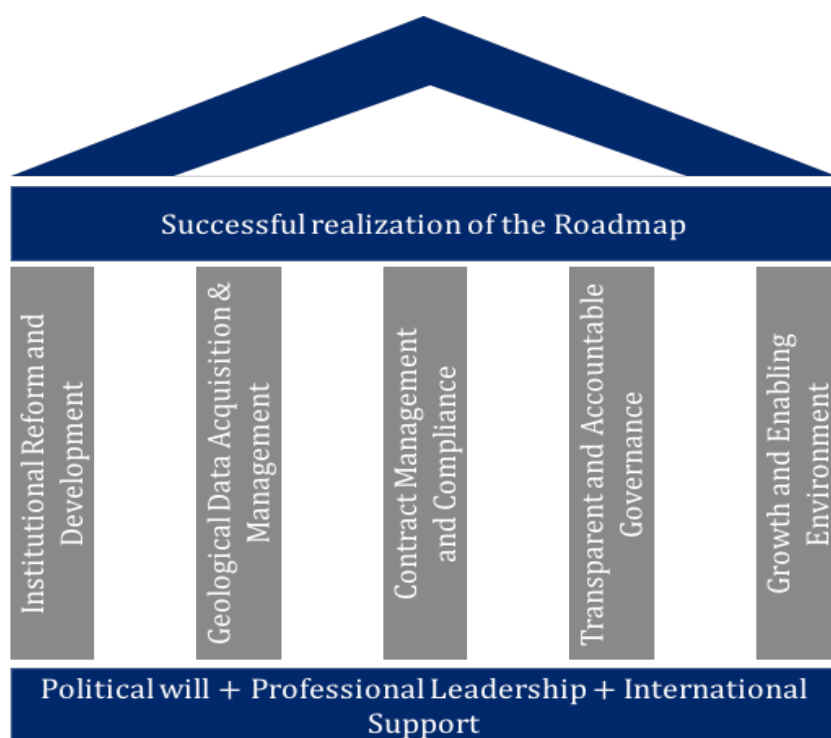 Successful realization of the Roadmap
Institutional Reform and
Development
Geological Data Acquisition &
Management
Contract Management
and Compliance
Transparent and Accountable
Governance
Growth and Enabling
Environment
Political will + Professional Leadership + International
Support